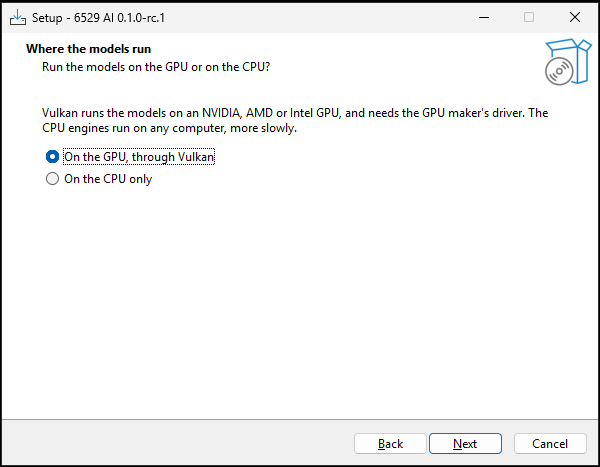 Setup - 6529 AI 0.1.0-rc.1
Where the models run
Run the models on the GPU or on the CPU?
Vulkan runs the models on an NVIDIA, AMD or Intel GPU, and needs the GPU maker's driver. The
CPU engines run on any computer, more slowly.
On the GPU, through Vulkan
On the CPU only
Back
Next
Cancel